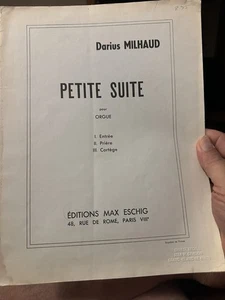 Darius MILHAUD
PETITE SUITE
pour
ORGUE
I. Entrée
II. Prière
III. Cortège
ÉDITIONS MAX ESCHIG
48, RUE DE ROME, PARIS VIIIe